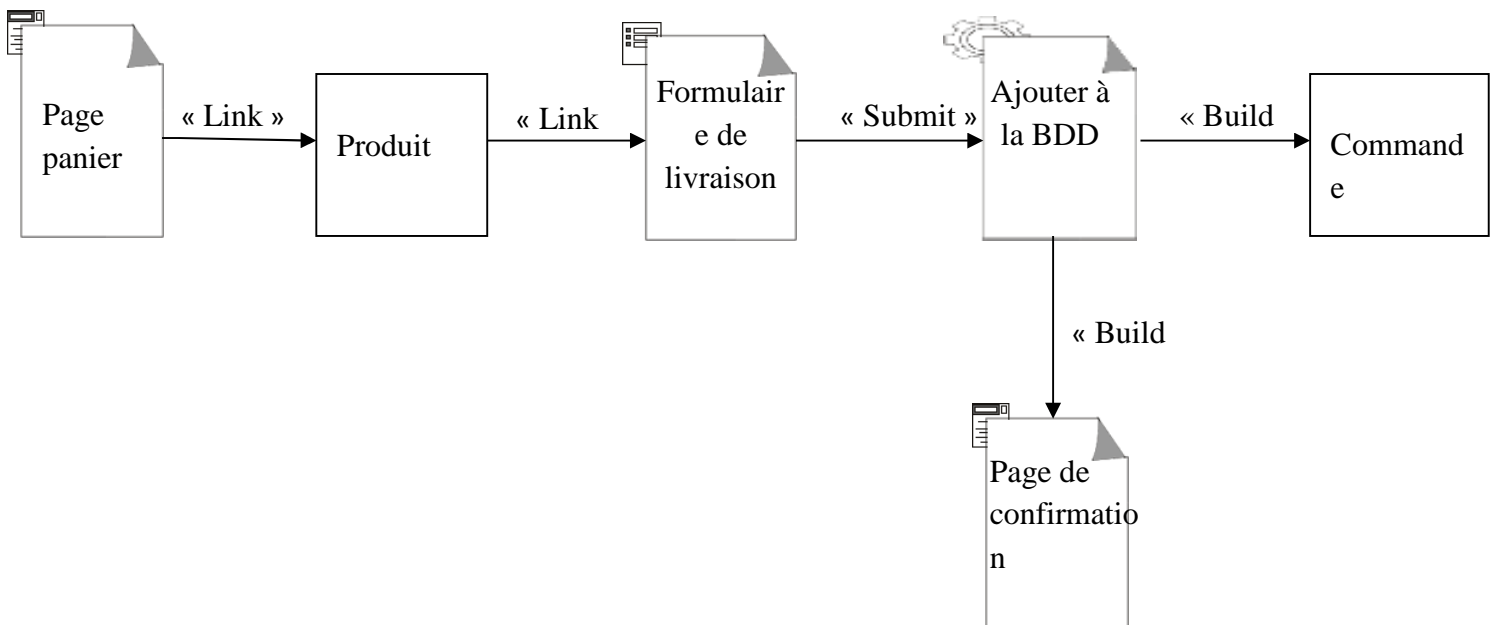 Page
panier
« Link »
Produit
« Link
Formulair
e de
livraison
« Submit »
Ajouter à
la BDD
« Build
Command
e
« Build
Page de
confirmatio
n